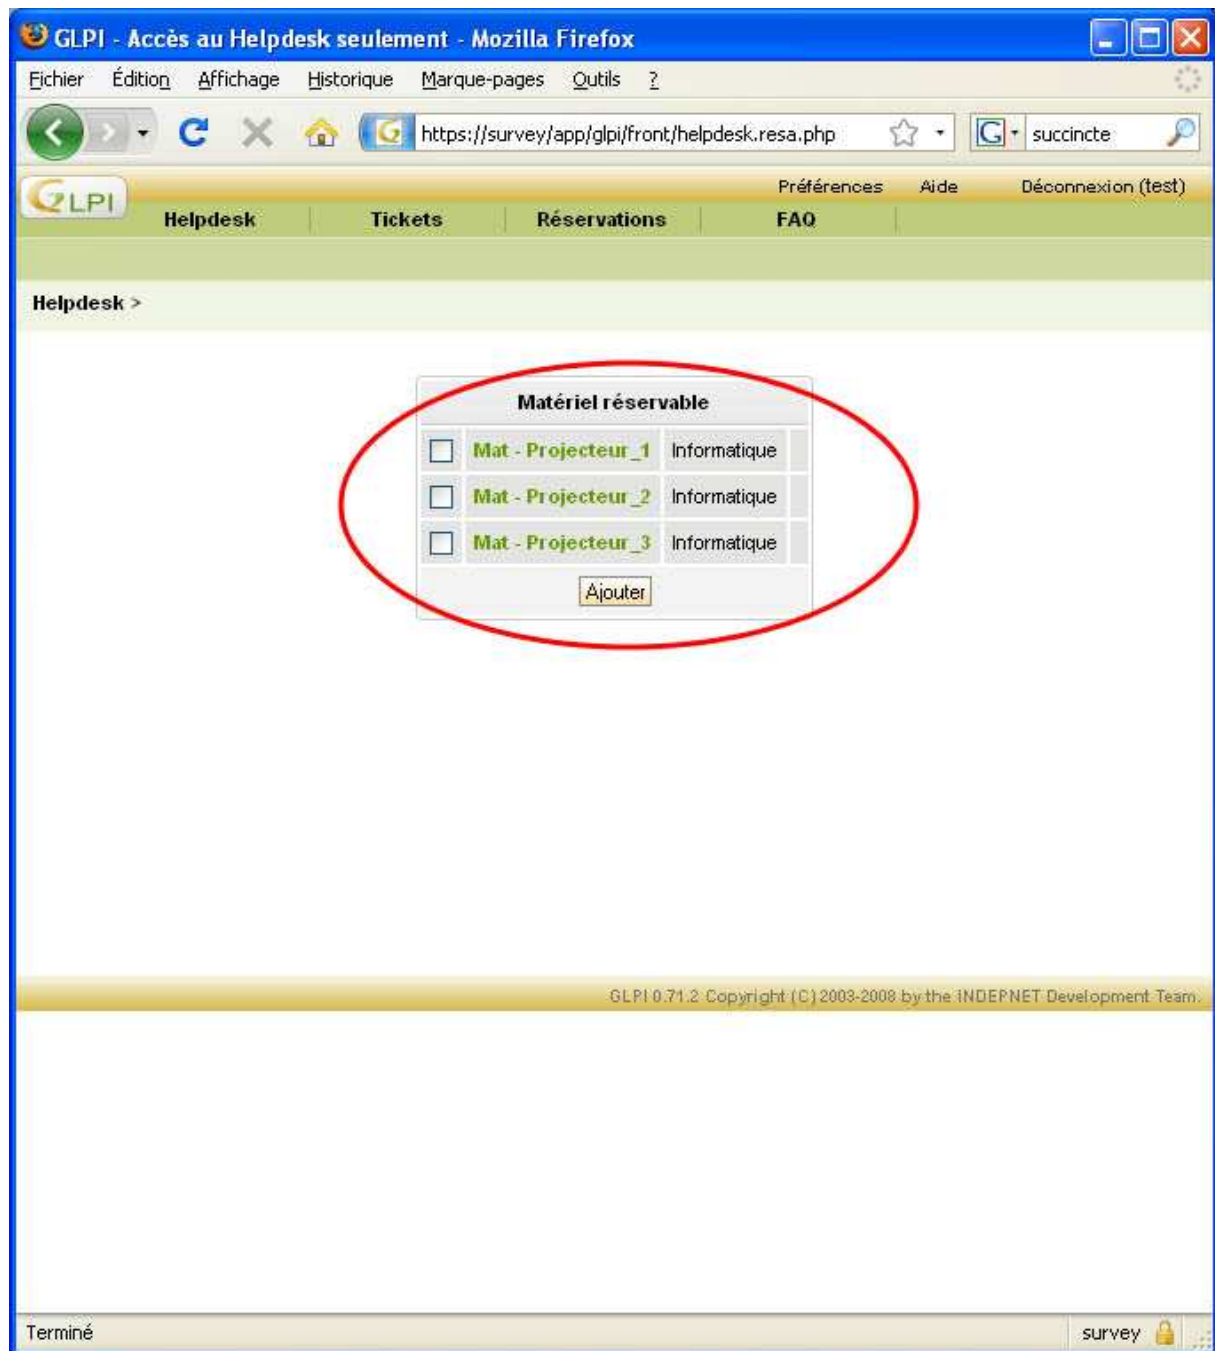 GLPI - Accès au Helpdesk seulement - Mozilla Firefox
Fichier Édition Affichage Historique Marque-pages Outils ?
https://survey/app/glpi/front/helpdesk.resa.php
G succincte
GLPI
Préférences Aide Déconnexion (test)
Helpdesk Tickets Réservations FAQ
Helpdesk >
Matériel réservable
Mat - Projecteur_1 Informatique
Mat - Projecteur_2 Informatique
Mat - Projecteur_3 Informatique
Ajouter
GLPI 0.71.2 Copyright (C) 2003-2008 by the INDEPNET Development Team.
Terminé survey